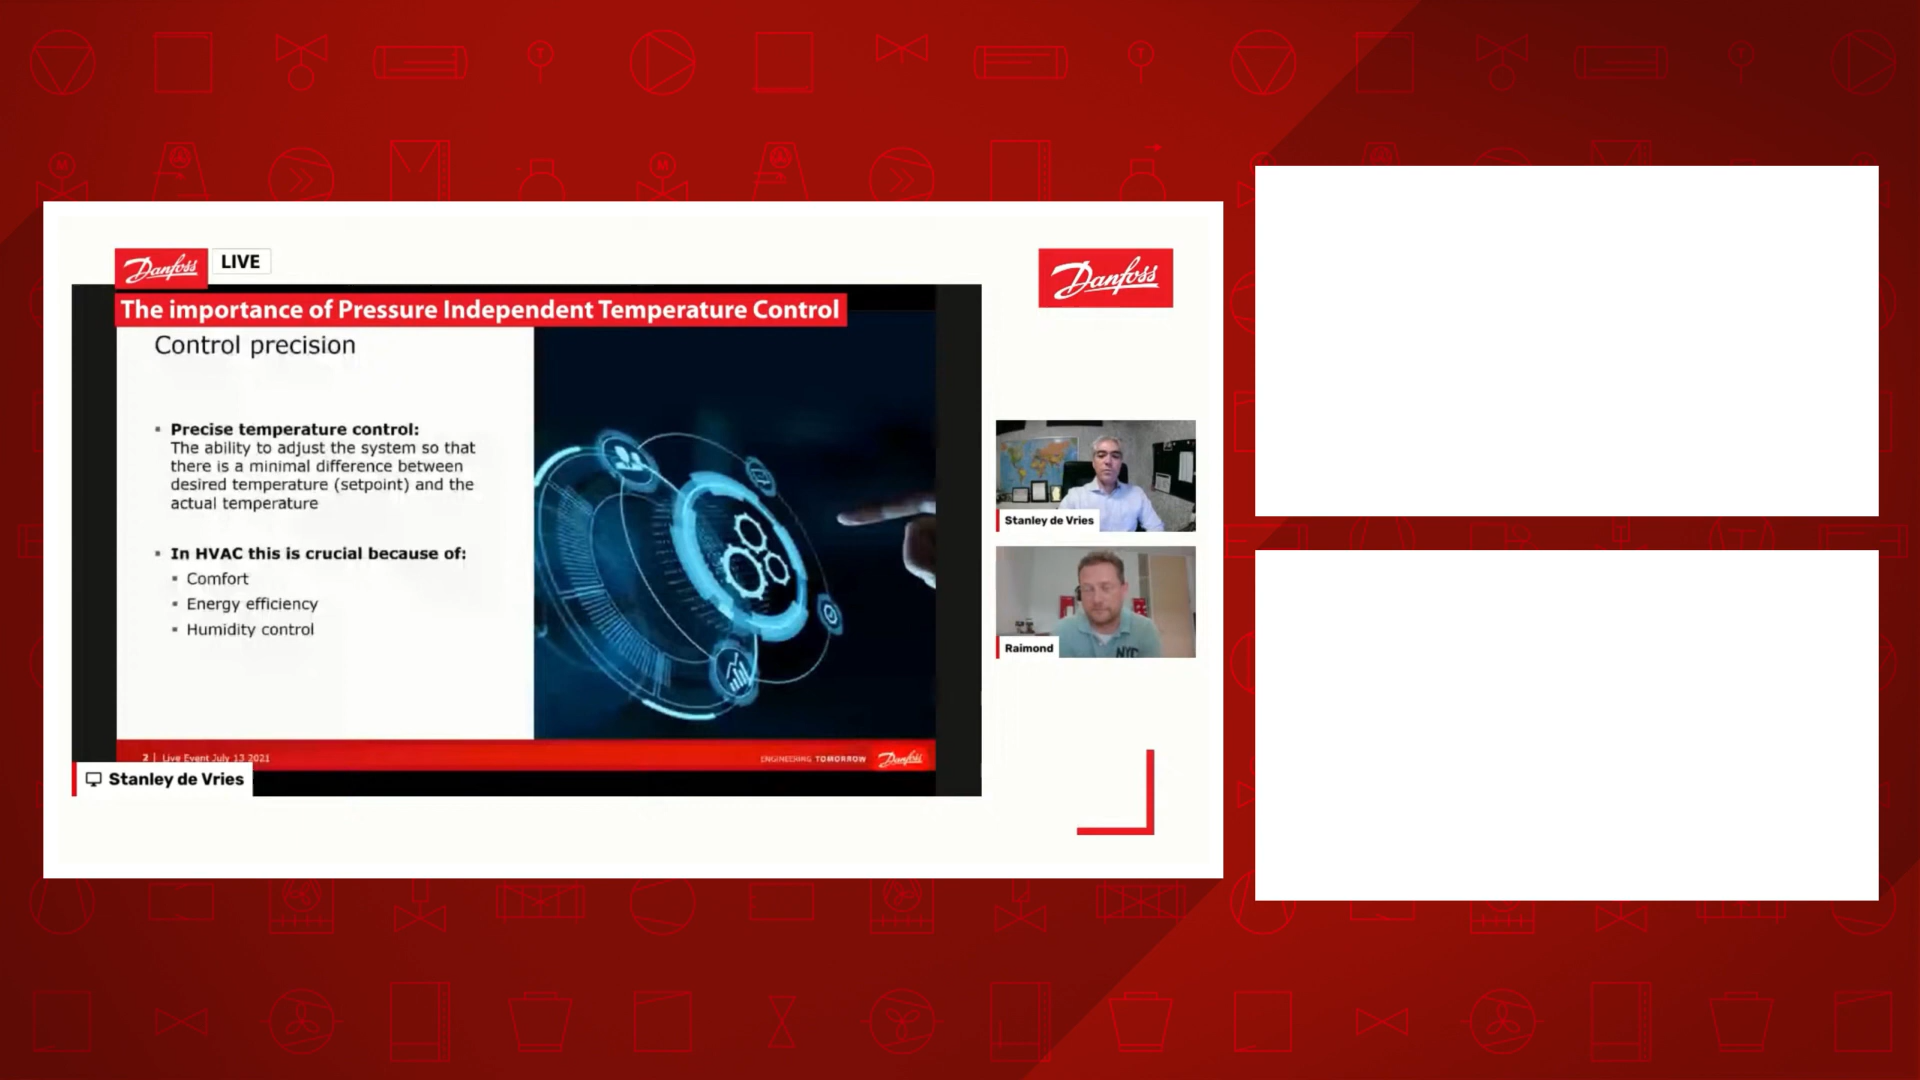 Danfoss
LIVE
Danfoss
The importance of Pressure Independent Temperature Control
Control precision
▪ Precise temperature control:
The ability to adjust the system so that
there is a minimal difference between
desired temperature (setpoint) and the
actual temperature
▪ In HVAC this is crucial because of:
▪ Comfort
▪ Energy efficiency
▪ Humidity control
2 | Live Event July 13 2021
ENGINEERING TOMORROW
Danfoss
Stanley de Vries
Stanley de Vries
NYC
Raimond
T
T
T
M
M